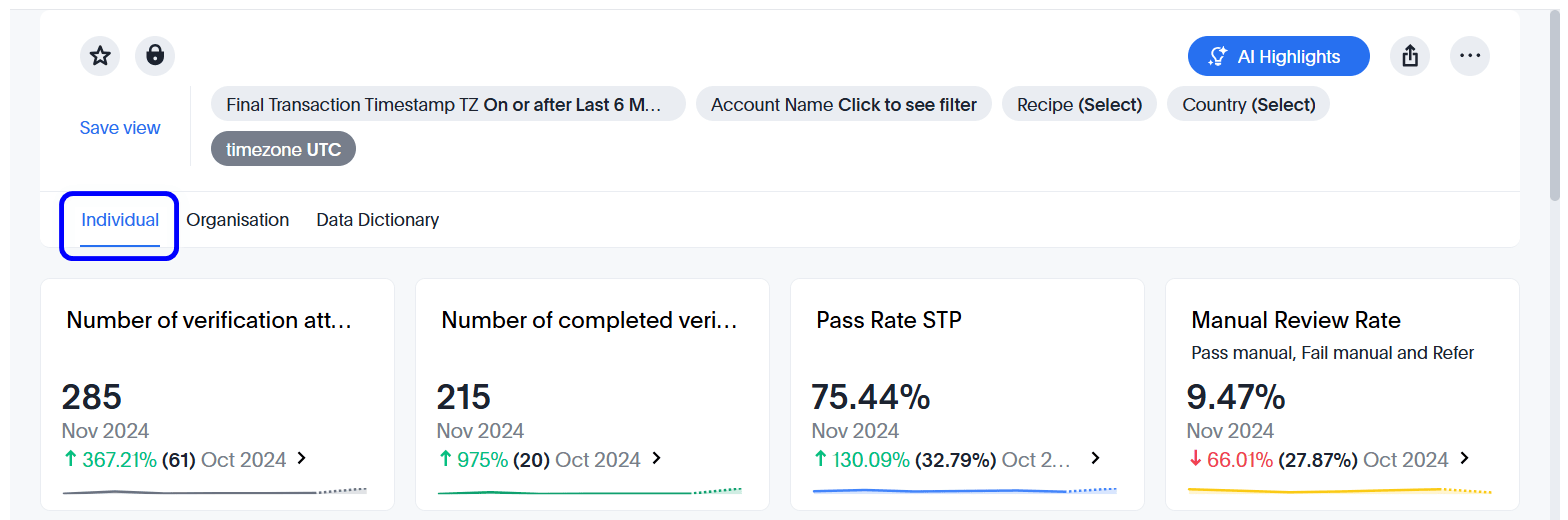 AI Highlights
Final Transaction Timestamp TZ On or after Last 6 M...
Account Name Click to see filter
Recipe (Select)
Country (Select)
Save view
timezone UTC
Individual
Organisation
Data Dictionary
Number of verification att...
285
Nov 2024
367.21% (61) Oct 2024
Number of completed veri...
215
Nov 2024
975% (20) Oct 2024
Pass Rate STP
75.44%
Nov 2024
130.09% (32.79%) Oct 2...
Manual Review Rate
Pass manual, Fail manual and Refer
9.47%
Nov 2024
66.01% (27.87%) Oct 2024